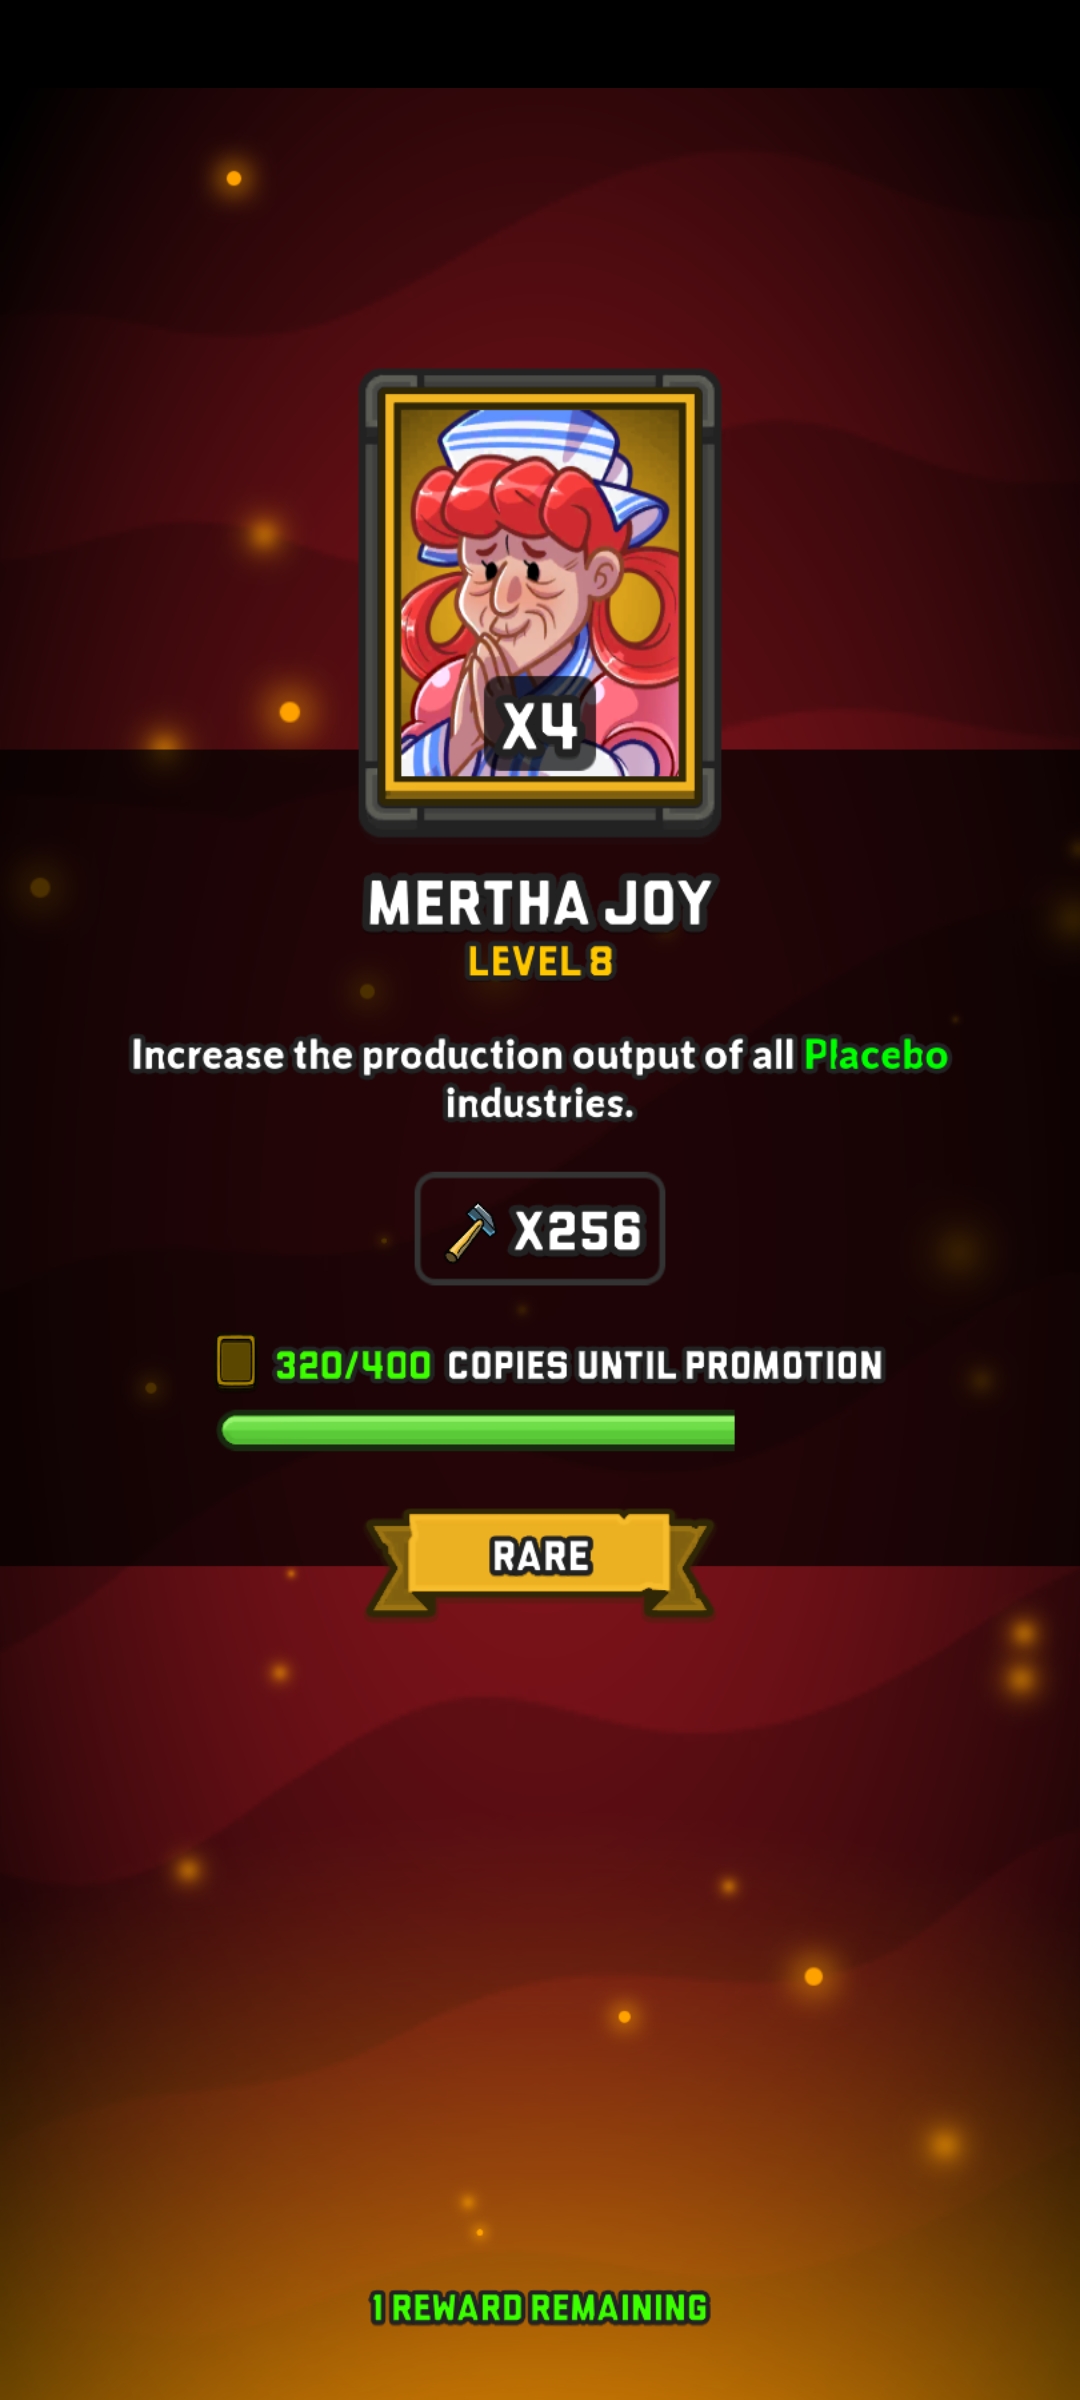 X4
MERTHA JOY
LEVEL 8
Increase the production output of all Placebo
industries.
X256
320/400 COPIES UNTIL PROMOTION
RARE
1 REWARD REMAINING